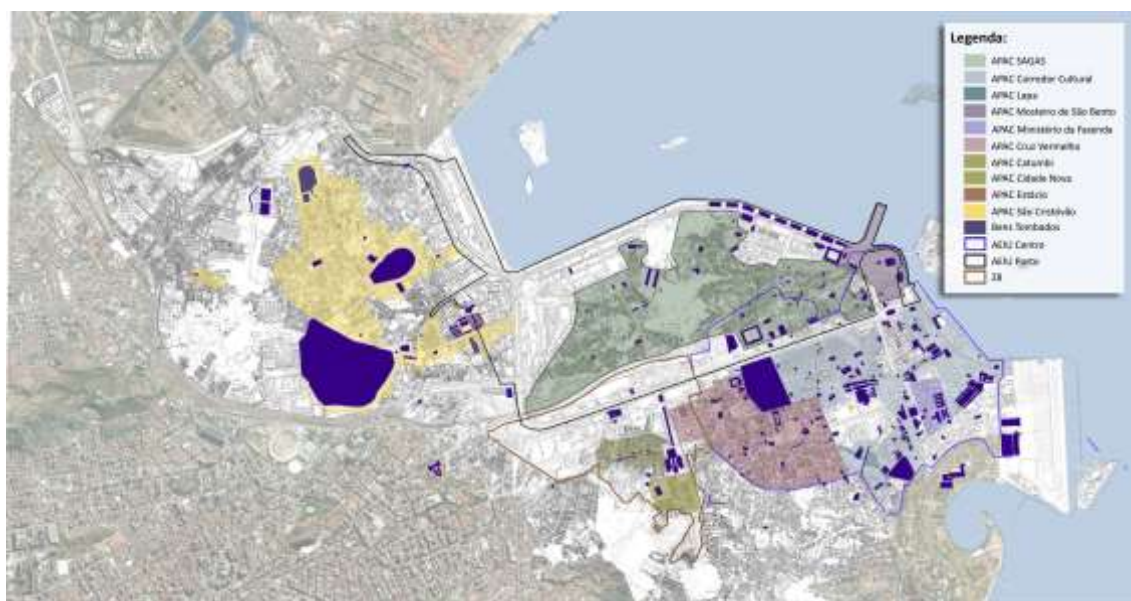 Legenda:
APAC SAGAS
APAC Corredor Cultural
APAC Lapa
APAC Mosteiro de São Bento
APAC Ministério da Fazenda
APAC Cruz Vermelha
APAC Catumbi
APAC Cidade Nova
APAC Estácio
APAC São Cristóvão
Bens Tombados
AEIU Centro
AEIU Porto